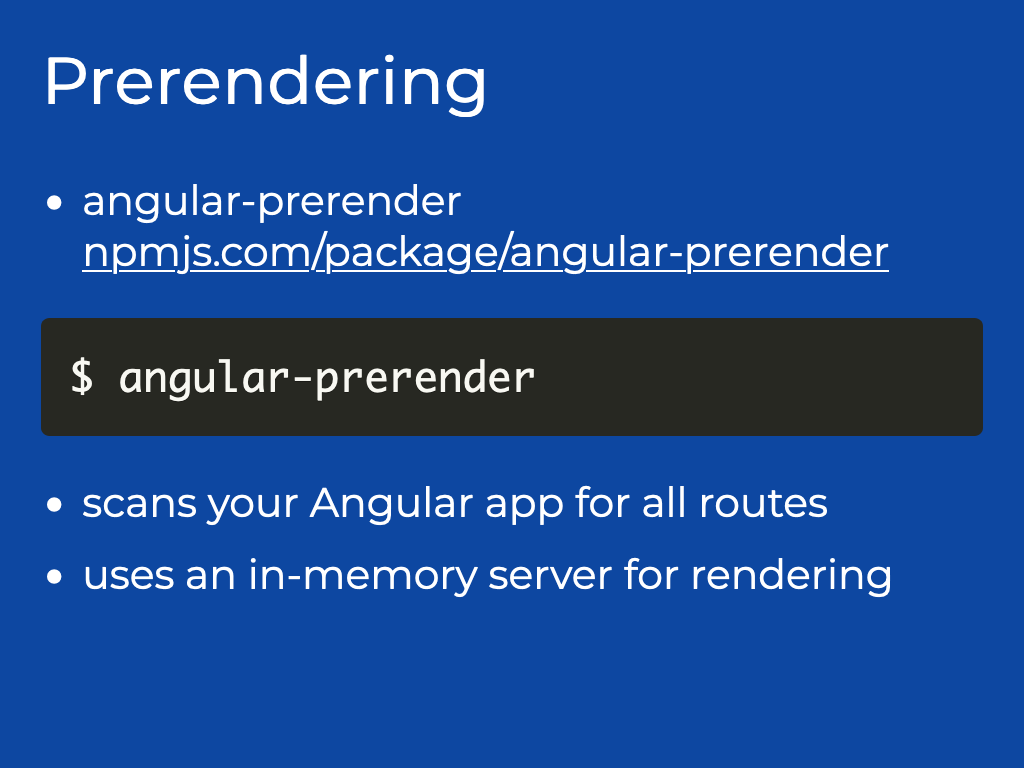 Prerendering
• angular-prerender
npmjs.com/package/angular-prerender
$ angular-prerender
• scans your Angular app for all routes
• uses an in-memory server for rendering